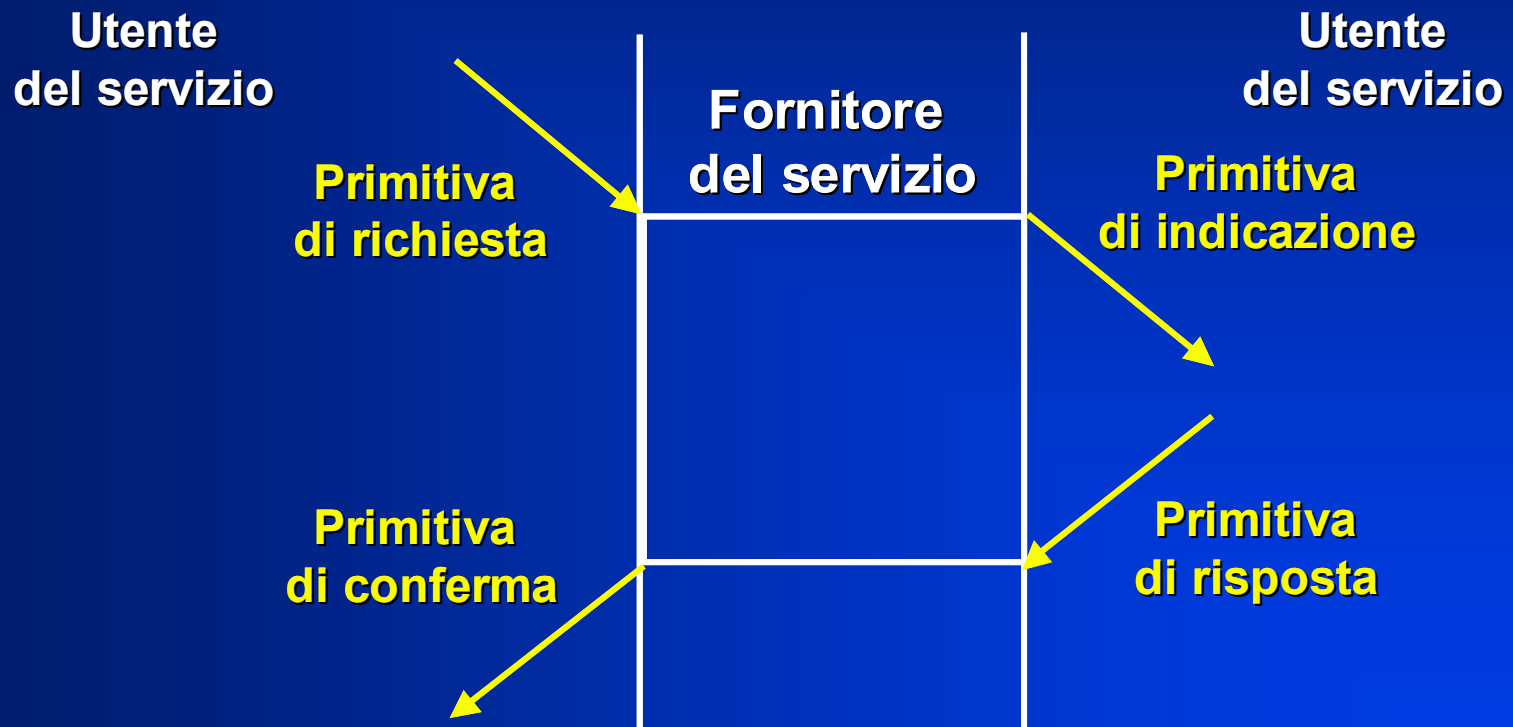 Utente
del servizio
Fornitore
del servizio
Utente
del servizio
Primitiva
di richiesta
Primitiva
di indicazione
Primitiva
di conferma
Primitiva
di risposta